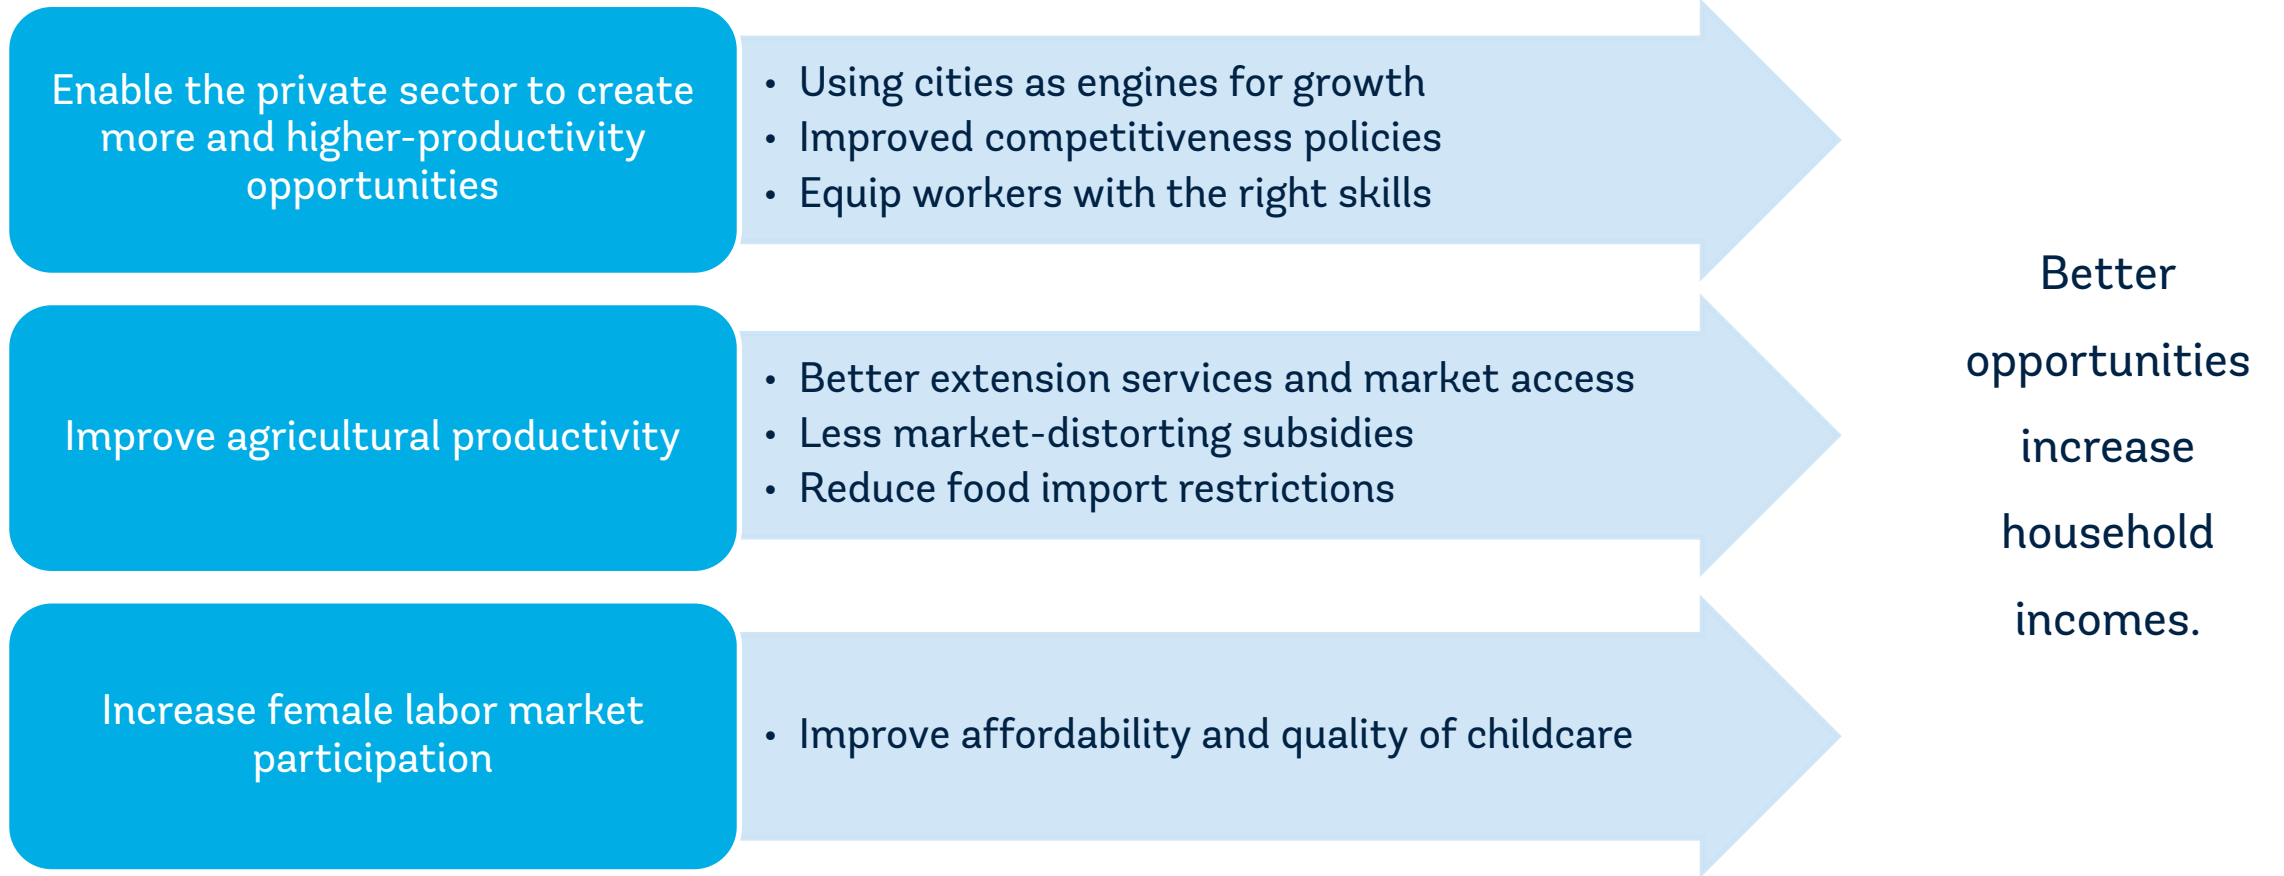 Enable the private sector to create
more and higher-productivity
opportunities
• Using cities as engines for growth
• Improved competitiveness policies
• Equip workers with the right skills
Improve agricultural productivity
• Better extension services and market access
• Less market-distorting subsidies
• Reduce food import restrictions
Increase female labor market
participation
• Improve affordability and quality of childcare
Better
opportunities
increase
household
incomes.